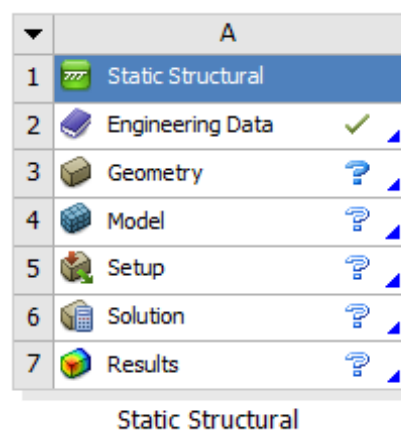 A
1 Static Structural
2 Engineering Data
3 Geometry ?
4 Model ?
5 Setup ?
6 Solution ?
7 Results ?
Static Structural